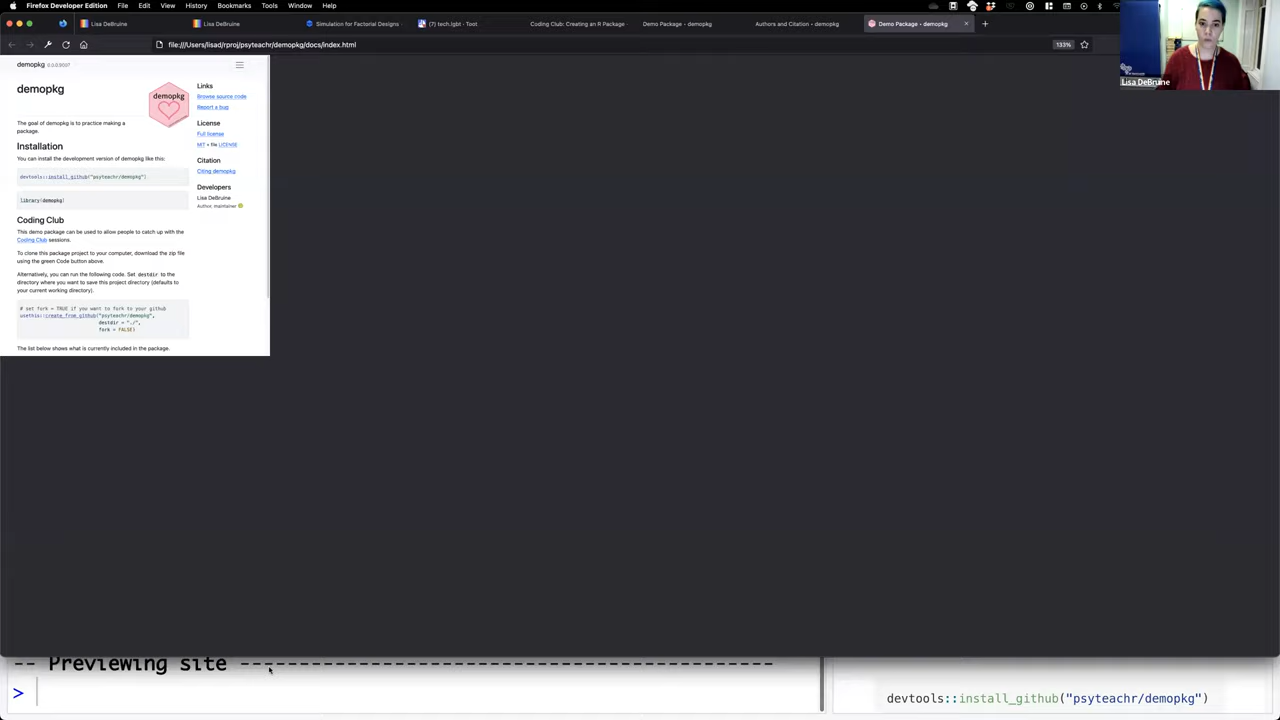 Firefox Developer Edition File Edit View History Bookmarks Tools Window Help
Lisa DeBruine
Lisa DeBruine
Simulation for Factorial Designs
(7) tech.lgbt - Toot
Coding Club: Creating an R Package
Demo Package • demopkg
Authors and Citation • demopkg
Demo Package • demopkg
file:///Users/lisad/rproj/psyteachr/demopkg/docs/index.html
133%
Lisa DeBruine
demopkg
demopkg
demopkg
The goal of demopkg is to practice making a
package.
Installation
You can install the development version of demopkg like this:
devtools::install_github("psyteachr/demopkg")
library(demopkg)
Coding Club
This demo package can be used to allow people to catch up with the
Coding Club sessions.
To clone this package project to your computer, download the zip file
using the green Code button above.
Alternatively, you can run the following code. Set destdir to the
directory where you want to save this project directory (defaults to
your current working directory).
# set fork = TRUE if you want to fork to your github
usethis::create_from_github("psyteachr/demopkg",
destdir = "./",
fork = FALSE)
The list below shows what is currently included in the package.
Links
Browse source code
Report a bug
License
Full license
MIT + file LICENSE
Citation
Citing demopkg
Developers
Lisa DeBruine
Author, maintainer
-- Previewing site --------------------------------------
>
devtools::install_github("psyteachr/demopkg")